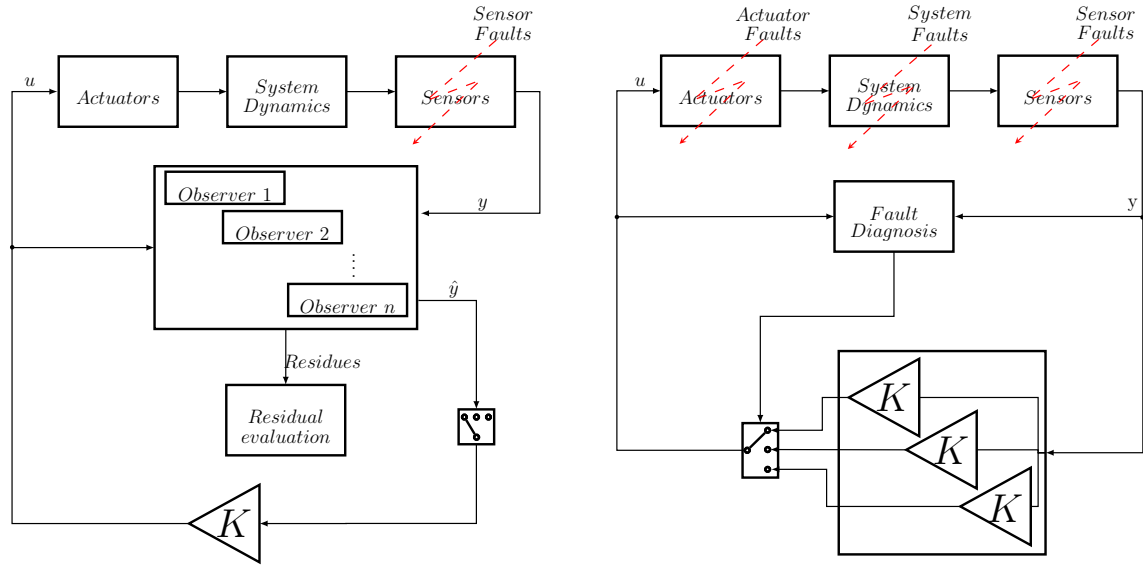 Sensor
Faults
u
Actuators
System
Dynamics
Sensors
Observer 1
y
Observer 2
⋮
Observer n
ŷ
Residues
Residual
evaluation
K
Actuator
Faults
System
Faults
Sensor
Faults
u
Actuators
System
Dynamics
Sensors
Fault
Diagnosis
y
K
K
K